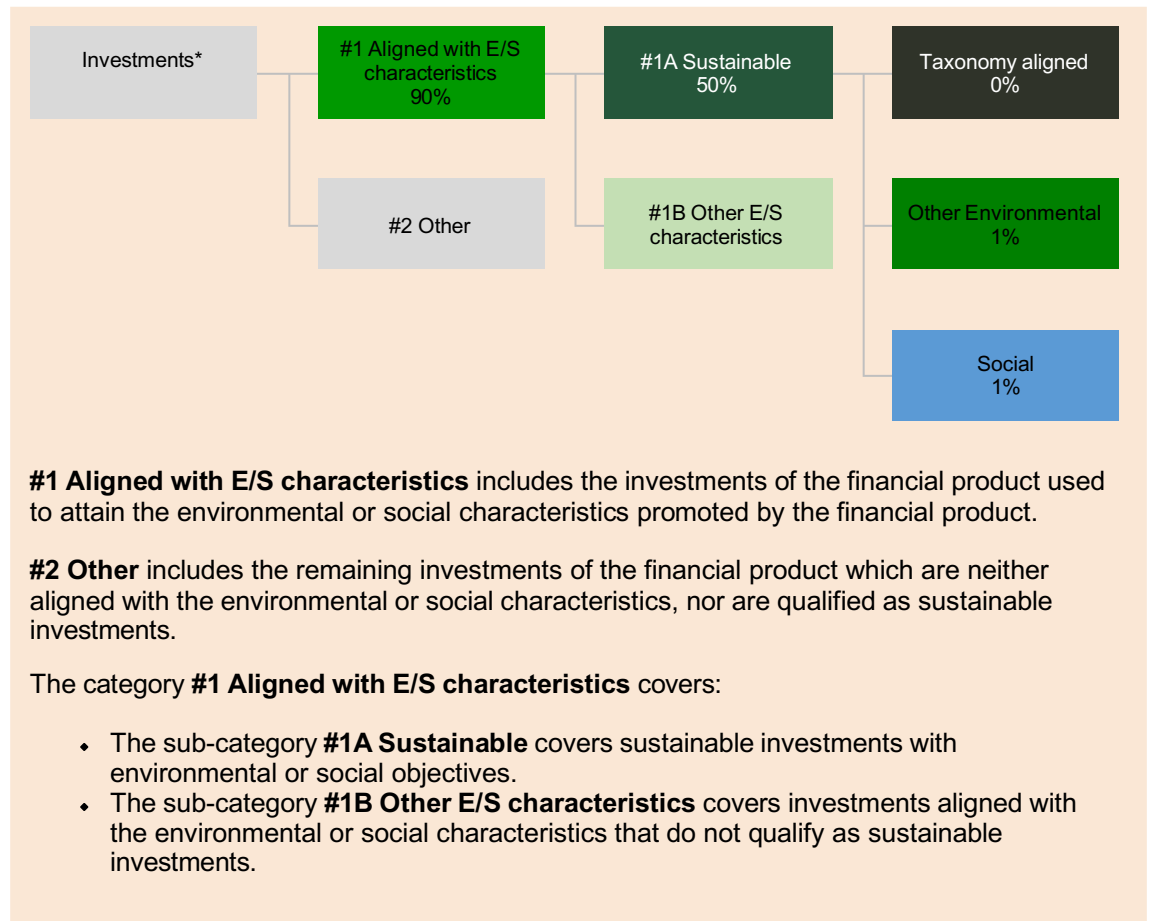 Investments*
#1 Aligned with E/S
characteristics
90%
#1A Sustainable
50%
Taxonomy aligned
0%
#2 Other
#1B Other E/S
characteristics
Other Environmental
1%
Social
1%
#1 Aligned with E/S characteristics includes the investments of the financial product used
to attain the environmental or social characteristics promoted by the financial product.
#2 Other includes the remaining investments of the financial product which are neither
aligned with the environmental or social characteristics, nor are qualified as sustainable
investments.
The category #1 Aligned with E/S characteristics covers:
⬩ The sub-category #1A Sustainable covers sustainable investments with
environmental or social objectives.
⬩ The sub-category #1B Other E/S characteristics covers investments aligned with
the environmental or social characteristics that do not qualify as sustainable
investments.